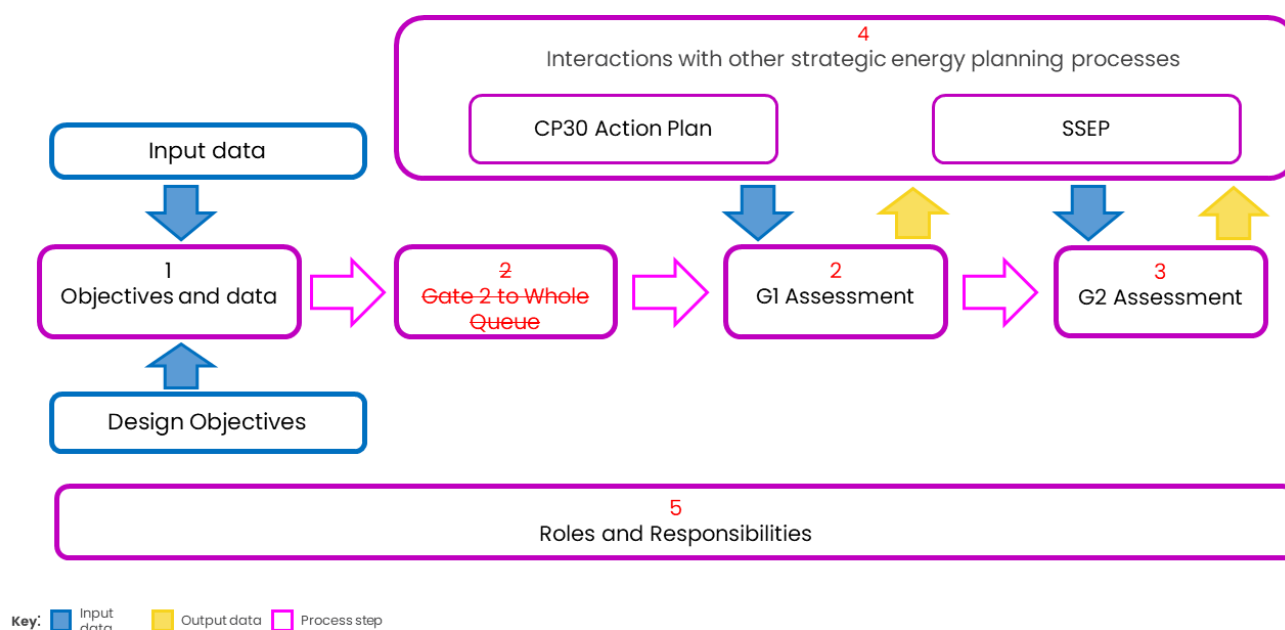 4
Interactions with other strategic energy planning processes
CP30 Action Plan
SSEP
Input data
1
Objectives and data
2
Gate 2 to Whole
Queue
2
G1 Assessment
3
G2 Assessment
Design Objectives
5
Roles and Responsibilities
Key:
Input
data
Output data
Process step